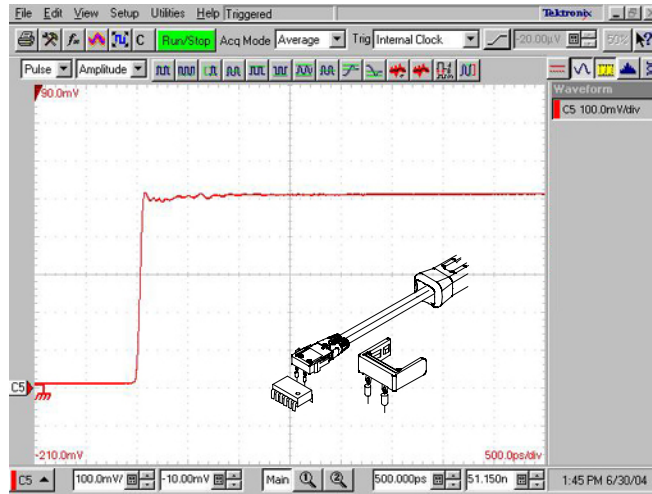 File Edit View Setup Utilities Help Triggered Tektronix
f∞ C Run/Stop Acq Mode Average Trig Internal Clock -20.00µV 50%
Pulse Amplitude
Waveform
C5 100.0mV/div
90.0mV
C5
-210.0mV 500.0ps/div
C5 100.0mV/ -10.00mV Main 1 2 500.000ps 51.150n 1:45 PM 6/30/04